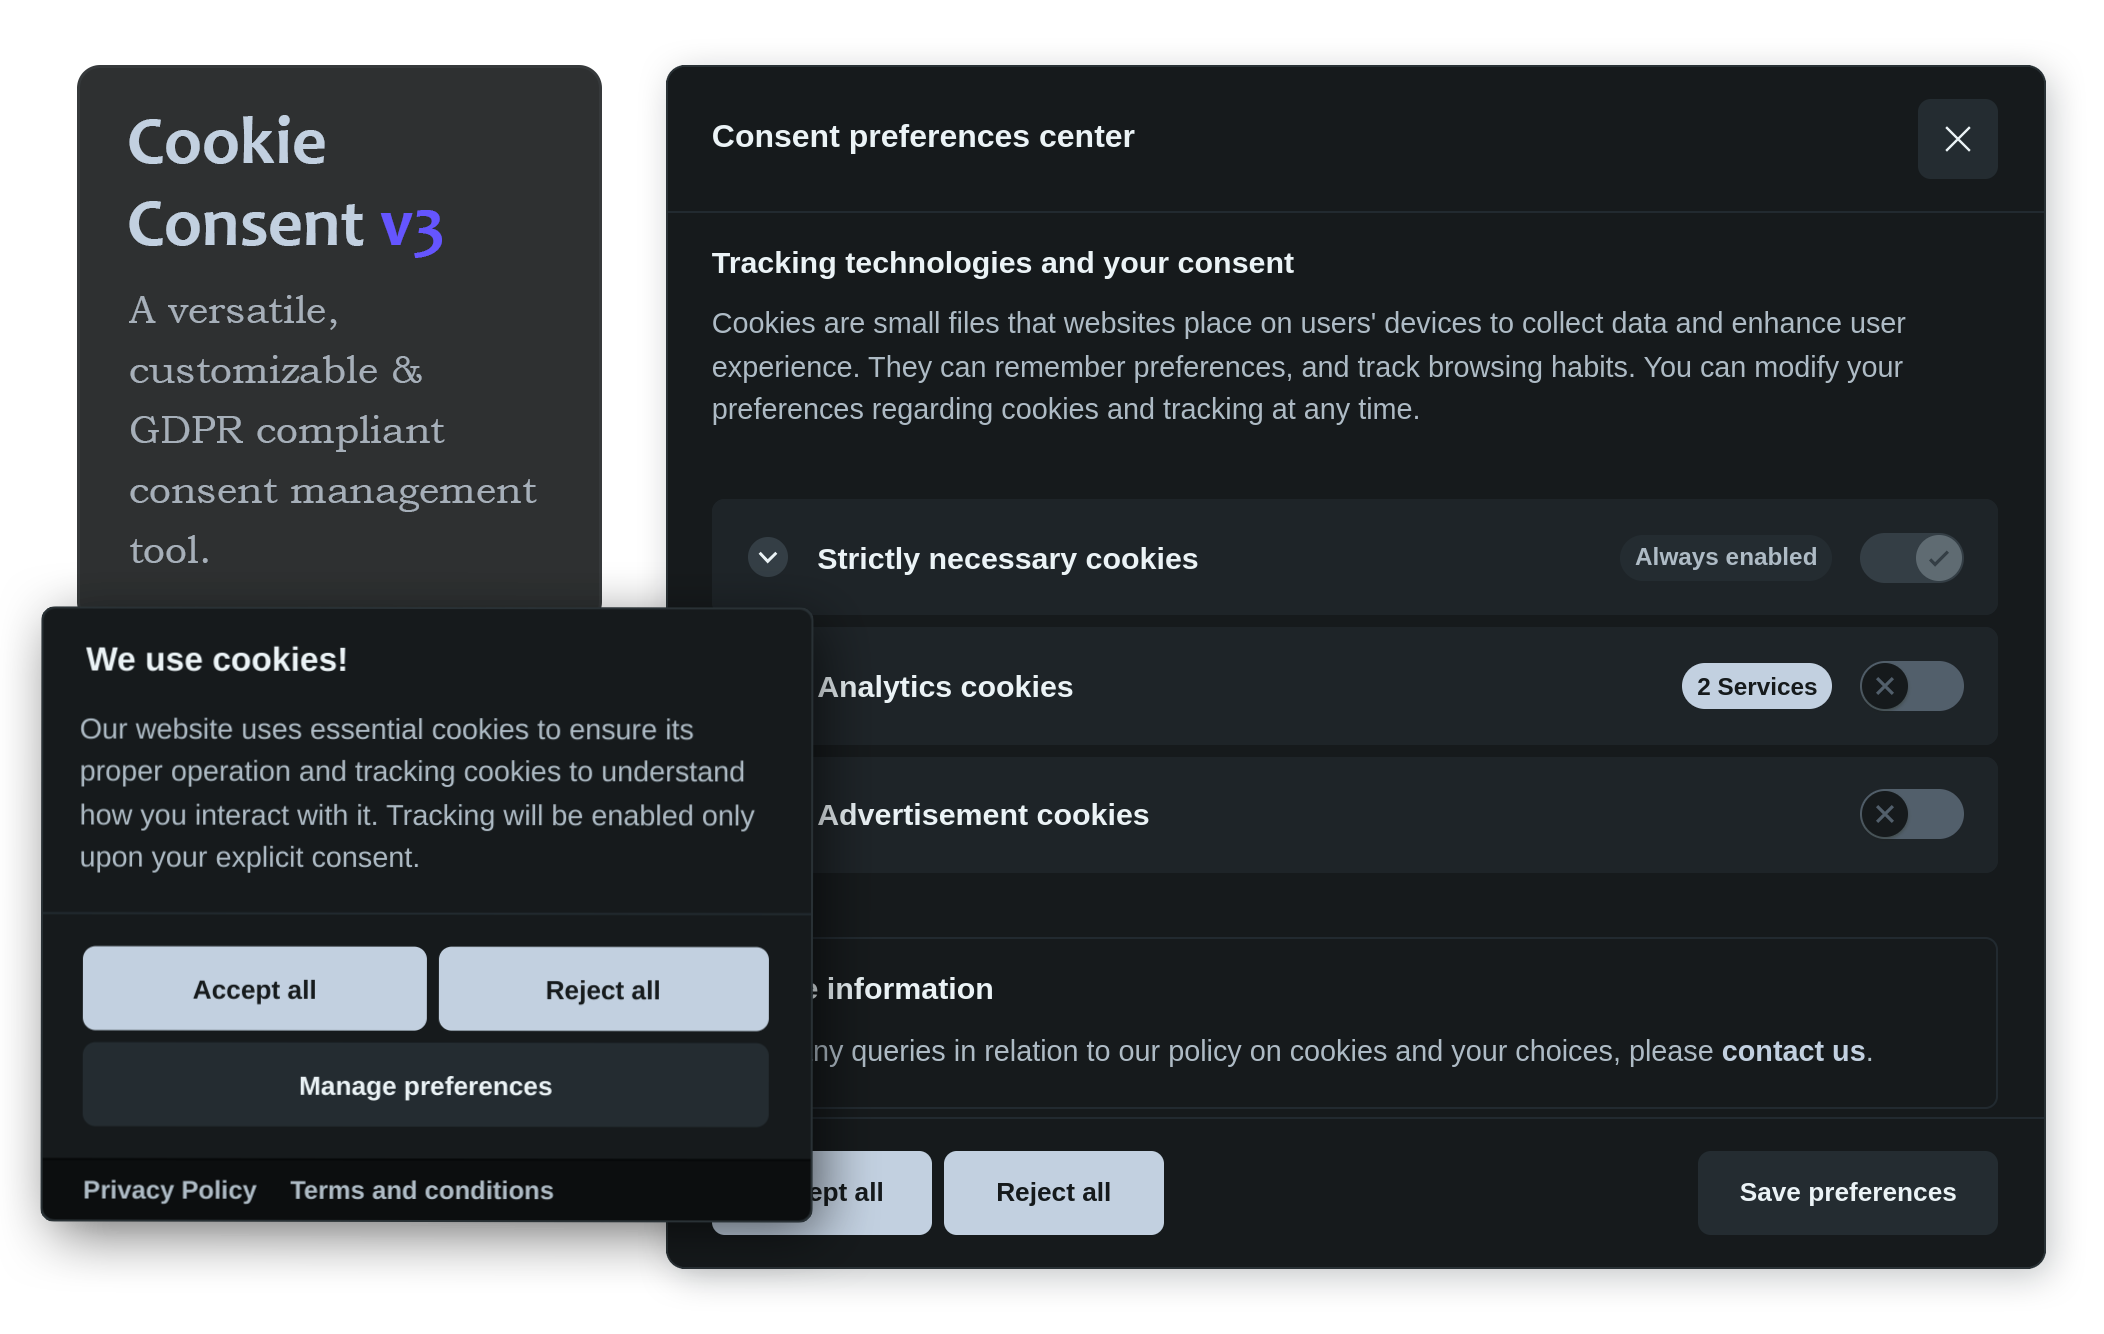 Cookie
Consent v3
A versatile,
customizable &
GDPR compliant
consent management
tool.
We use cookies!
Our website uses essential cookies to ensure its
proper operation and tracking cookies to understand
how you interact with it. Tracking will be enabled only
upon your explicit consent.
Accept all
Reject all
Manage preferences
Privacy Policy
Terms and conditions
Consent preferences center
Tracking technologies and your consent
Cookies are small files that websites place on users' devices to collect data and enhance user
experience. They can remember preferences, and track browsing habits. You can modify your
preferences regarding cookies and tracking at any time.
Strictly necessary cookies
Always enabled
Analytics cookies
2 Services
Advertisement cookies
information
queries in relation to our policy on cookies and your choices, please contact us.
all
Reject all
Save preferences